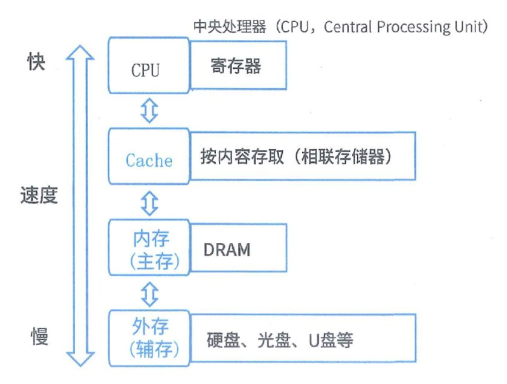 中央处理器（CPU，Central Processing Unit）
快
CPU
寄存器
Cache
按内容存取（相联存储器）
速度
内存
（主存）
DRAM
慢
外存
（辅存）
硬盘、光盘、U盘等